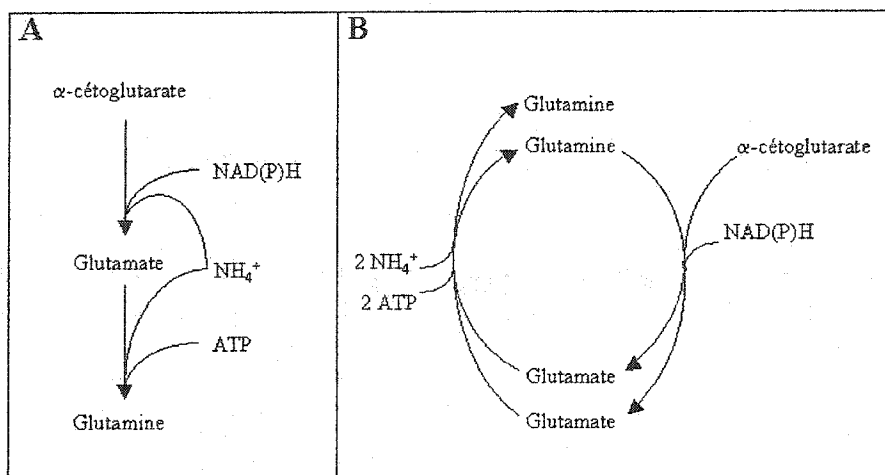 A
α-cétoglutarate
NAD(P)H
Glutamate
NH₄⁺
ATP
Glutamine
B
Glutamine
Glutamine
α-cétoglutarate
NAD(P)H
2 NH₄⁺
2 ATP
Glutamate
Glutamate